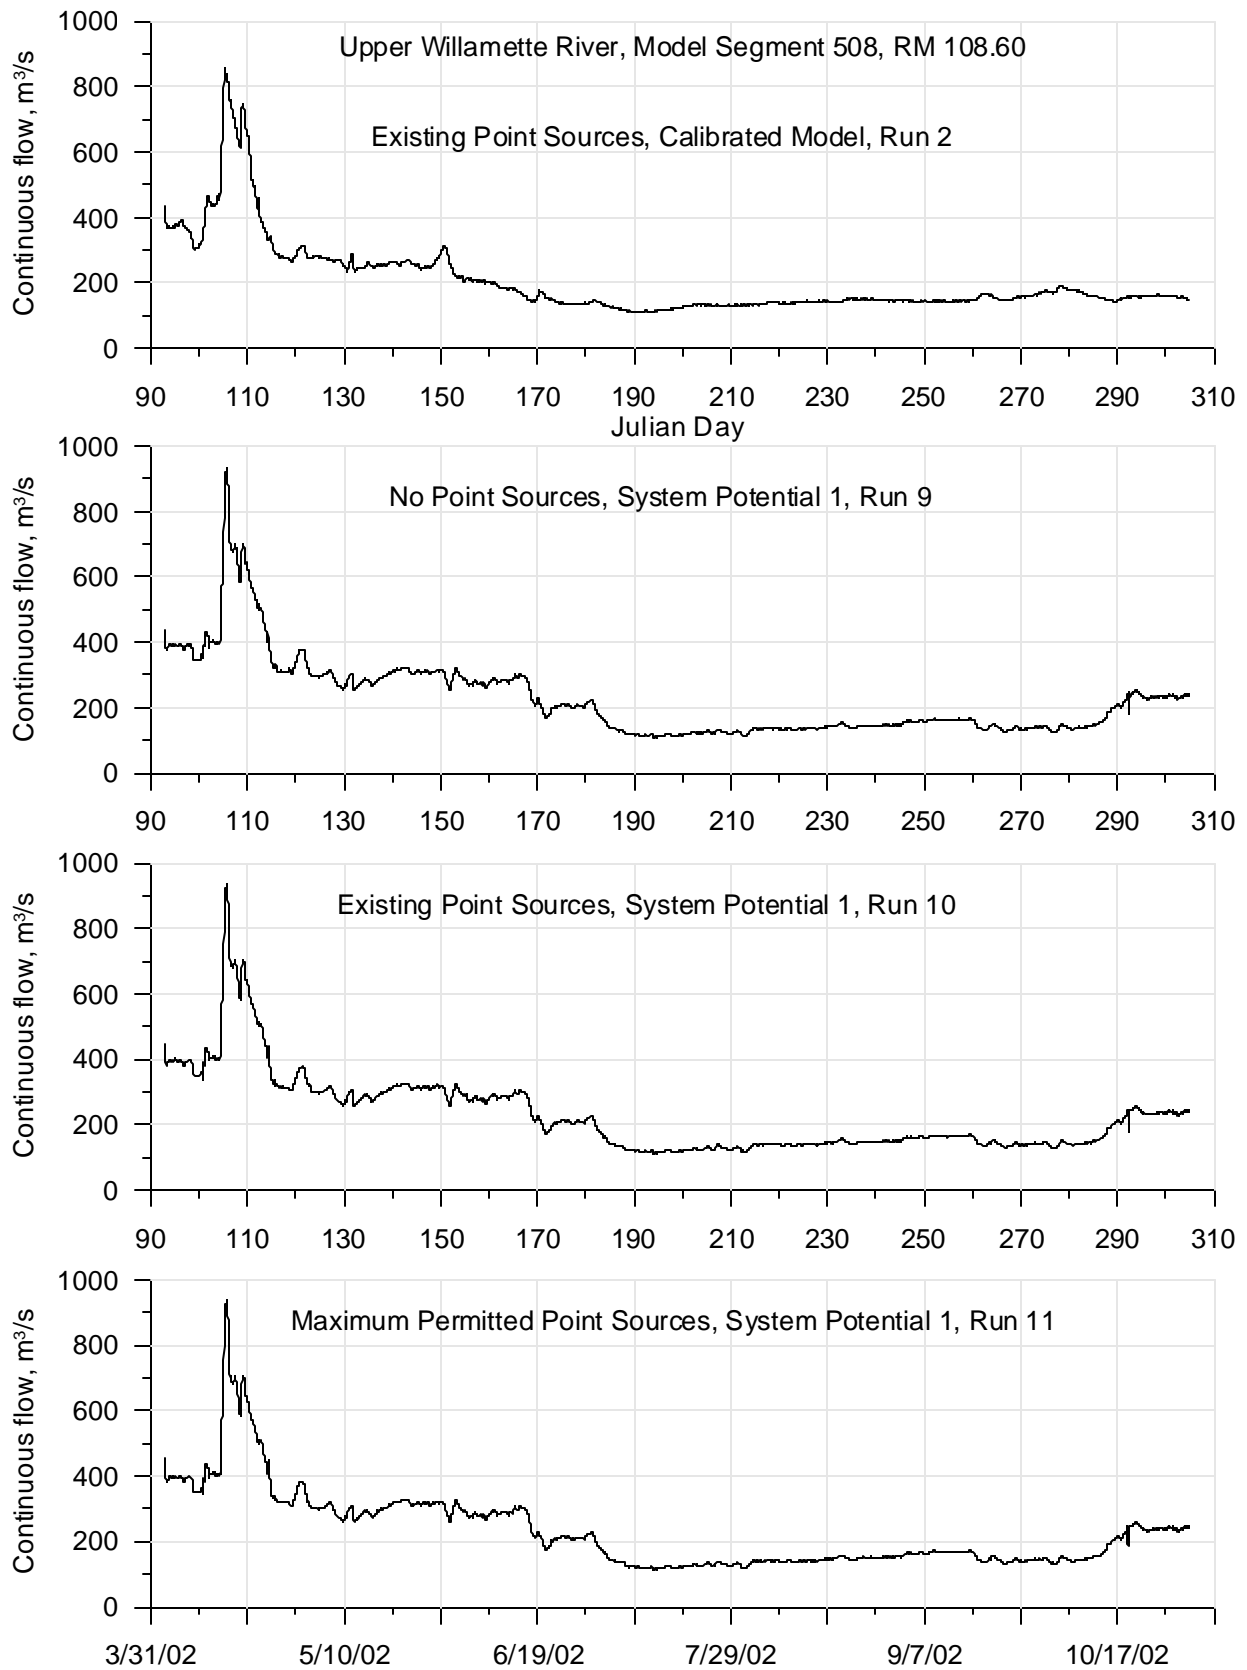 1000
800
600
400
200
0
Continuous flow, m³/s
Upper Willamette River, Model Segment 508, RM 108.60
Existing Point Sources, Calibrated Model, Run 2
90 110 130 150 170 190 210 230 250 270 290 310
Julian Day
1000
800
600
400
200
0
Continuous flow, m³/s
No Point Sources, System Potential 1, Run 9
90 110 130 150 170 190 210 230 250 270 290 310
1000
800
600
400
200
0
Continuous flow, m³/s
Existing Point Sources, System Potential 1, Run 10
90 110 130 150 170 190 210 230 250 270 290 310
1000
800
600
400
200
0
Continuous flow, m³/s
Maximum Permitted Point Sources, System Potential 1, Run 11
3/31/02 5/10/02 6/19/02 7/29/02 9/7/02 10/17/02